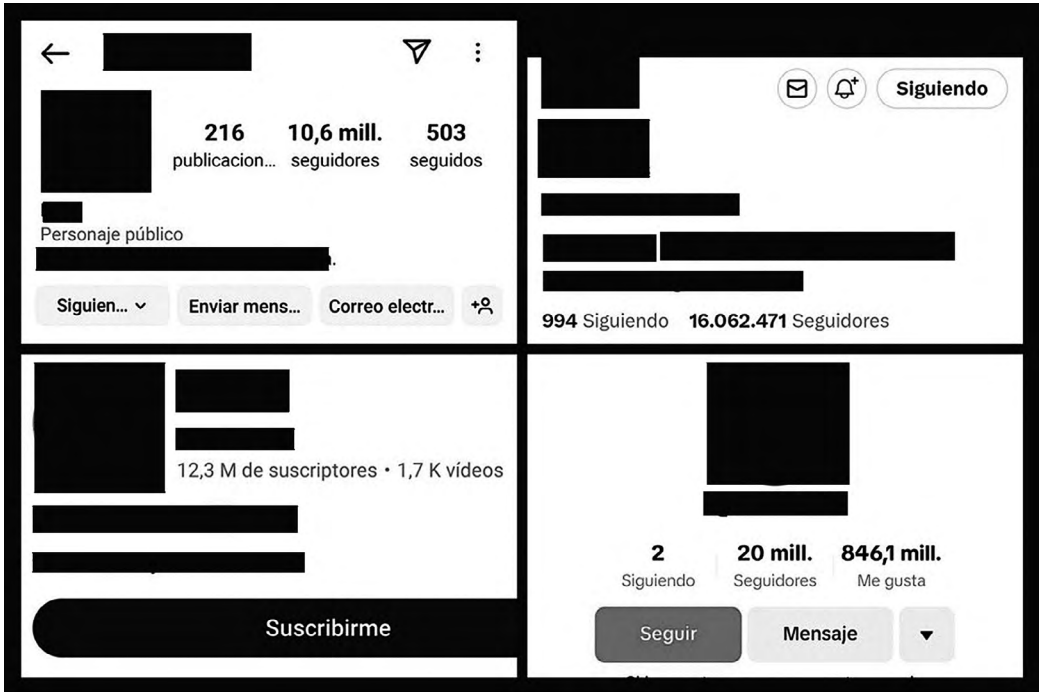 216 10,6 mill. 503
publicacion... seguidores seguidos
Personaje público
Siguien... Enviar mens... Correo electr...
Siguiendo
994 Siguiendo 16.062.471 Seguidores
12,3 M de suscriptores • 1,7 K vídeos
Suscribirme
2 20 mill. 846,1 mill.
Siguiendo Seguidores Me gusta
Seguir Mensaje